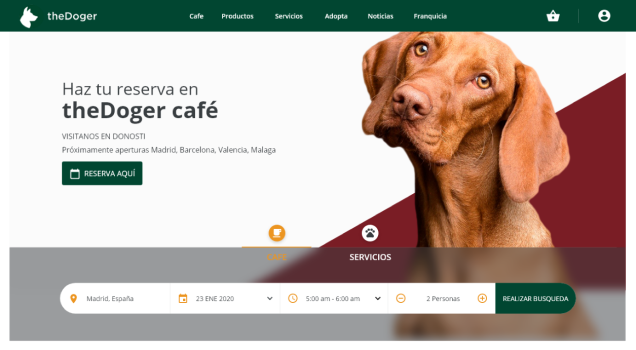 theDoger
Cafe Productos Servicios Adopta Noticias Franquicia
Haz tu reserva en
theDoger café
VISITANOS EN DONOSTI
Próximamente aperturas Madrid, Barcelona, Valencia, Malaga
RESERVA AQUÍ
CAFE SERVICIOS
Madrid, España 23 ENE 2020 5:00 am - 6:00 am 2 Personas REALIZAR BUSQUEDA